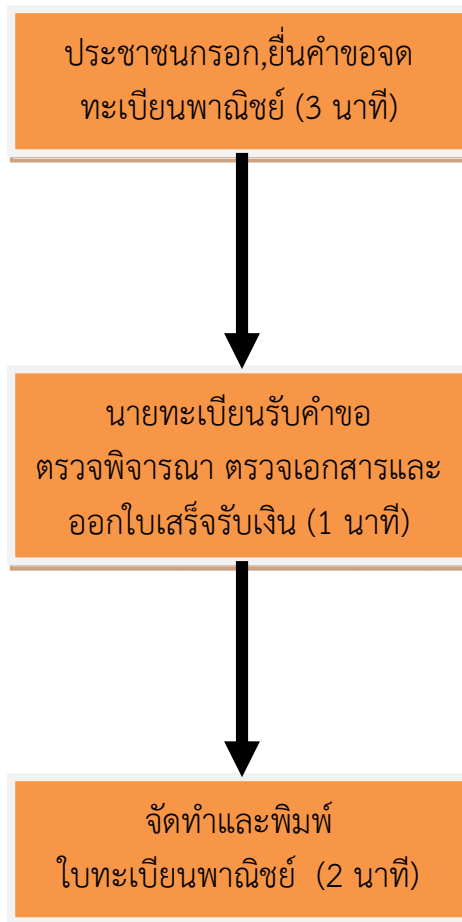 ประชาชนกรอก,ยื่นคำขอจด
ทะเบียนพาณิชย์ (3 นาที)
นายทะเบียนรับคำขอ
ตรวจพิจารณา ตรวจเอกสารและ
ออกใบเสร็จรับเงิน (1 นาที)
จัดทำและพิมพ์
ใบทะเบียนพาณิชย์  (2 นาที)